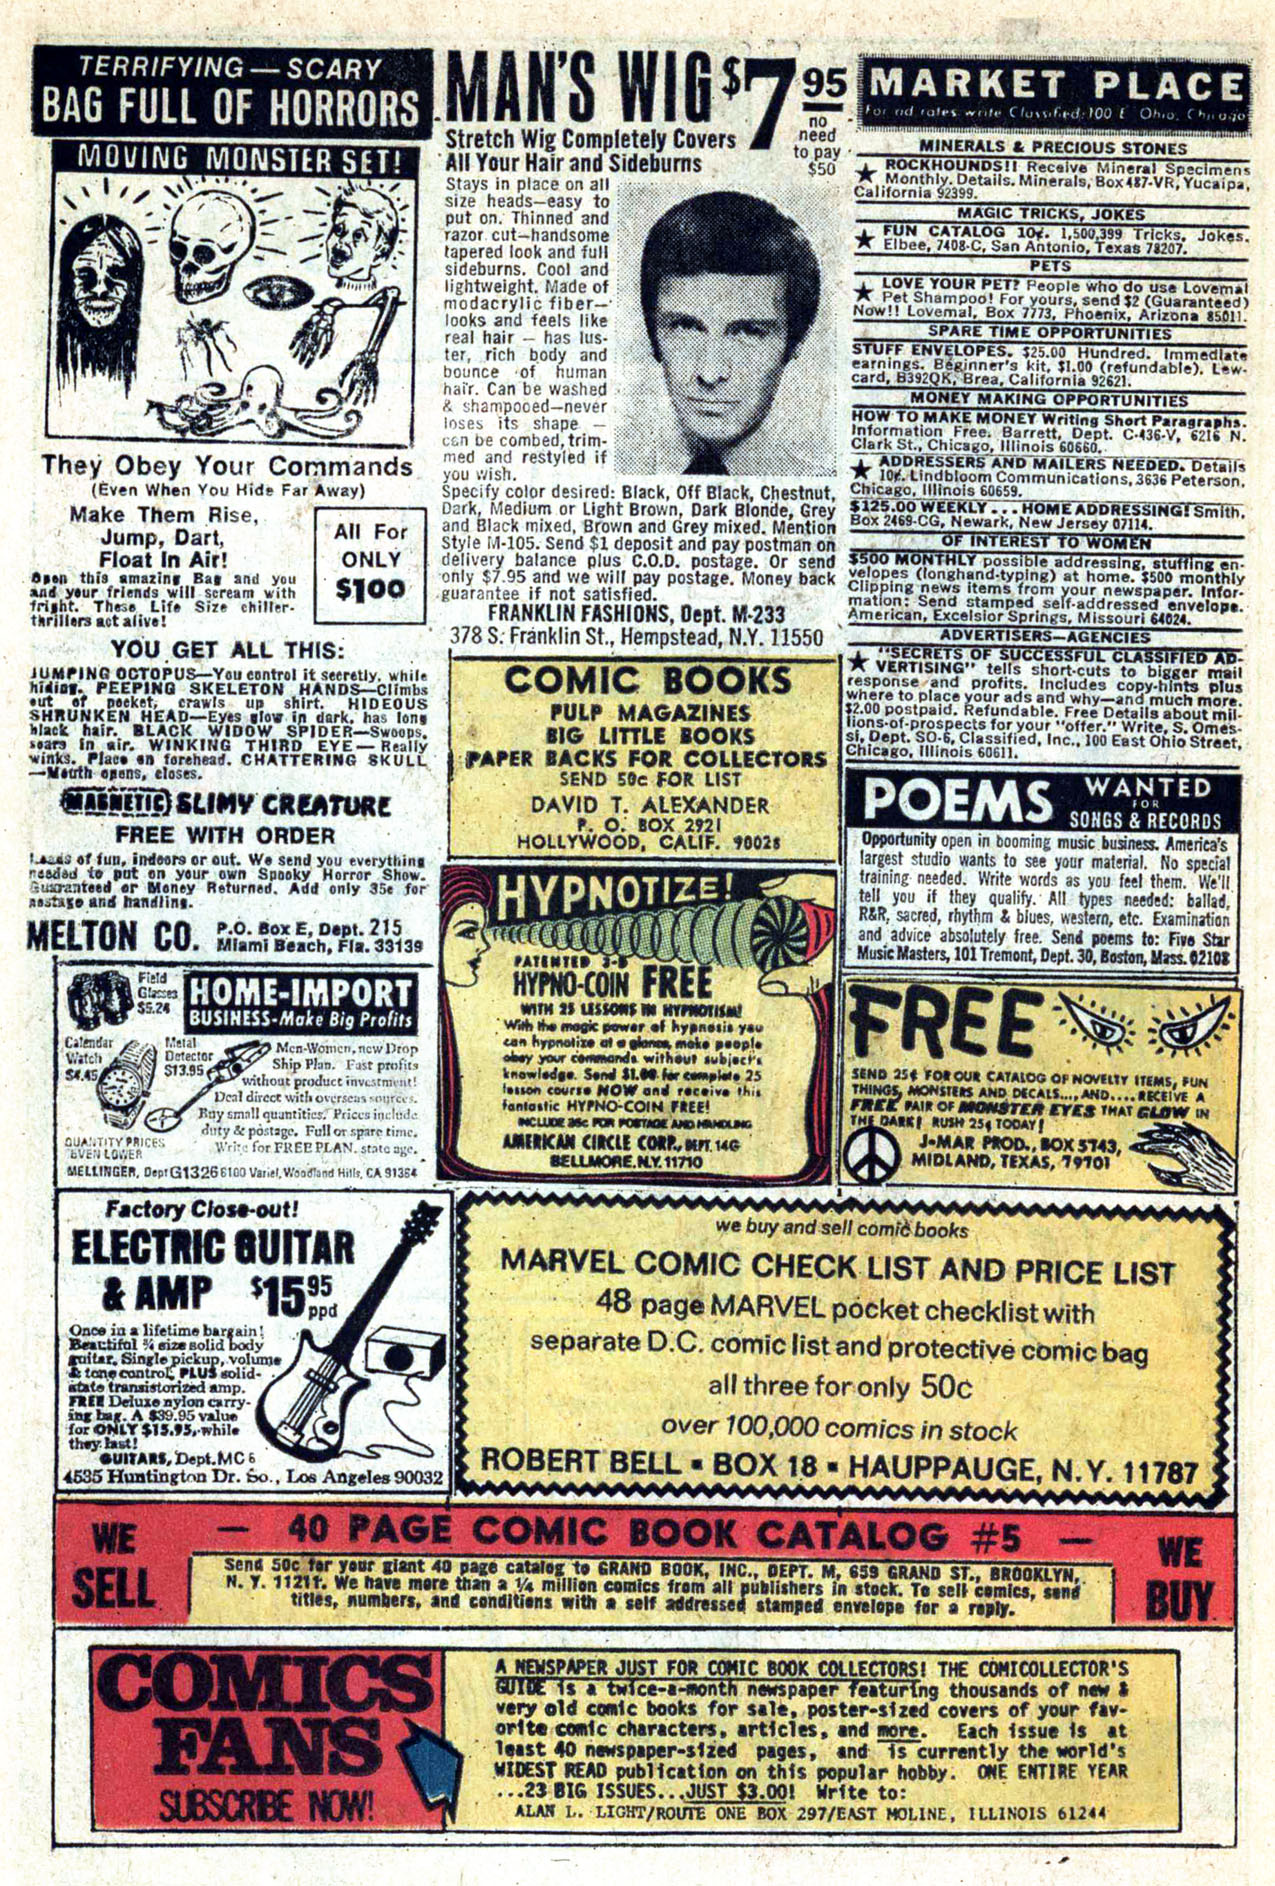 TERRIFYING — SCARY
BAG FULL OF HORRORS
MOVING MONSTER SET!
They Obey Your Commands
(Even When You Hide Far Away)
Make Them Rise,
Jump, Dart,
Float In Air!
All For
ONLY
$100
Open this amazing Bag and you
and your friends will scream with
fright. These Life Size chiller-
thrillers act alive!
YOU GET ALL THIS:
JUMPING OCTOPUS—You control it secretly, while
hiding. PEEPING SKELETON HANDS—Climbs
out of pocket, crawls up shirt. HIDEOUS
SHRUNKEN HEAD—Eyes glow in dark, has long
black hair. BLACK WIDOW SPIDER—Swoops,
soars in air. WINKING THIRD EYE—Really
winks. Place on forehead. CHATTERING SKULL
—Mouth opens, closes.
MAGNETIC SLIMY CREATURE
FREE WITH ORDER
Loads of fun, indoors or out. We send you everything
needed to put on your own Spooky Horror Show.
Guaranteed or Money Returned. Add only 35c for
postage and handling.
MELTON CO. P.O. Box E, Dept. 215
Miami Beach, Fla. 33139
MAN'S WIG $7 95
no
need
to pay
$50
Stretch Wig Completely Covers
All Your Hair and Sideburns
Stays in place on all
size heads—easy to
put on. Thinned and
razor cut—handsome
tapered look and full
sideburns. Cool and
lightweight. Made of
modacrylic fiber—
looks and feels like
real hair — has lus-
ter, rich body and
bounce of human
hair. Can be washed
& shampooed—never
loses its shape —
can be combed, trim-
med and restyled if
you wish.
Specify color desired: Black, Off Black, Chestnut,
Dark, Medium or Light Brown, Dark Blonde, Grey
and Black mixed, Brown and Grey mixed. Mention
Style M-105. Send $1 deposit and pay postman on
delivery balance plus C.O.D. postage. Or send
only $7.95 and we will pay postage. Money back
guarantee if not satisfied.
FRANKLIN FASHIONS, Dept. M-233
378 S. Franklin St., Hempstead, N.Y. 11550
MARKET PLACE
For ad rates write Classified, 100 E. Ohio, Chicago
MINERALS & PRECIOUS STONES
★ ROCKHOUNDS!! Receive Mineral Specimens
Monthly. Details. Minerals, Box 487-VR, Yucaipa,
California 92399.
MAGIC TRICKS, JOKES
★ FUN CATALOG 10¢. 1,500,399 Tricks, Jokes.
Elbee, 7408-C, San Antonio, Texas 78207.
PETS
★ LOVE YOUR PET? People who do use Lovemal
Pet Shampoo! For yours, send $2 (Guaranteed)
Now!! Lovemal, Box 7773, Phoenix, Arizona 85011.
SPARE TIME OPPORTUNITIES
STUFF ENVELOPES. $25.00 Hundred. Immediate
earnings. Beginner's kit, $1.00 (refundable). Lew-
card, B392QK, Brea, California 92621.
MONEY MAKING OPPORTUNITIES
HOW TO MAKE MONEY Writing Short Paragraphs.
Information Free. Barrett, Dept. C-436-V, 6216 N.
Clark St., Chicago, Illinois 60660.
★ ADDRESSERS AND MAILERS NEEDED. Details
10¢. Lindbloom Communications, 3636 Peterson,
Chicago, Illinois 60659.
$125.00 WEEKLY . . . HOME ADDRESSING! Smith,
Box 2469-CG, Newark, New Jersey 07114.
OF INTEREST TO WOMEN
$500 MONTHLY possible addressing, stuffing en-
velopes (longhand-typing) at home. $500 monthly
Clipping news items from your newspaper. Infor-
mation: Send stamped self-addressed envelope.
American, Excelsior Springs, Missouri 64024.
ADVERTISERS—AGENCIES
★ "SECRETS OF SUCCESSFUL CLASSIFIED AD-
VERTISING" tells short-cuts to bigger mail
response and profits. Includes copy-hints plus
where to place your ads and why—and much more.
$2.00 postpaid. Refundable. Free Details about mil-
lions-of-prospects for your "offer." Write, S. Omes-
si, Dept. SO-6, Classified, Inc., 100 East Ohio Street,
Chicago, Illinois 60611.
COMIC BOOKS
PULP MAGAZINES
BIG LITTLE BOOKS
PAPER BACKS FOR COLLECTORS
SEND 50c FOR LIST
DAVID T. ALEXANDER
P. O. BOX 2921
HOLLYWOOD, CALIF. 90028
POEMS WANTED
FOR
SONGS & RECORDS
Opportunity open in booming music business. America's
largest studio wants to see your material. No special
training needed. Write words as you feel them. We'll
tell you if they qualify. All types needed: ballad,
R&R, sacred, rhythm & blues, western, etc. Examination
and advice absolutely free. Send poems to: Five Star
Music Masters, 101 Tremont, Dept. 30, Boston, Mass. 02108
HYPNOTIZE!
PATENTED 3-D
HYPNO-COIN FREE
WITH 25 LESSONS IN HYPNOTISM!
With the magic power of hypnosis you
can hypnotize at a glance, make people
obey your commands without subject's
knowledge. Send $1.00 for complete 25
lesson course NOW and receive this
fantastic HYPNO-COIN FREE!
INCLUDE 35c FOR POSTAGE AND HANDLING
AMERICAN CIRCLE CORP., DEPT. 14G
BELLMORE, N.Y. 11710
Field
Glasses
$5.24
HOME-IMPORT
BUSINESS-Make Big Profits
Calendar
Watch
$4.45
Metal
Detector
$13.95
Men-Women, new Drop
Ship Plan. Fast profits
without product investment!
Deal direct with overseas sources.
Buy small quantities. Prices include
duty & postage. Full or spare time.
Write for FREE PLAN. state age.
QUANTITY PRICES
EVEN LOWER
MELLINGER, Dept G1326 6100 Variel, Woodland Hills, CA 91364
FREE
SEND 25¢ FOR OUR CATALOG OF NOVELTY ITEMS, FUN
THINGS, MONSTERS AND DECALS..., AND.... RECEIVE A
FREE PAIR OF MONSTER EYES THAT GLOW IN
THE DARK! RUSH 25¢ TODAY!
J-MAR PROD., BOX 5743,
MIDLAND, TEXAS, 79701
Factory Close-out!
ELECTRIC GUITAR
& AMP $15 95
ppd
Once in a lifetime bargain!
Beautiful ¾ size solid body
guitar. Single pickup, volume
& tone control, PLUS solid-
state transistorized amp.
FREE Deluxe nylon carry-
ing bag. A $39.95 value
for ONLY $15.95, while
they last!
GUITARS, Dept. MC 6
4535 Huntington Dr. So., Los Angeles 90032
we buy and sell comic books
MARVEL COMIC CHECK LIST AND PRICE LIST
48 page MARVEL pocket checklist with
separate D.C. comic list and protective comic bag
all three for only 50c
over 100,000 comics in stock
ROBERT BELL ▪ BOX 18 ▪ HAUPPAUGE, N.Y. 11787
WE
SELL
— 40 PAGE COMIC BOOK CATALOG #5 —
Send 50c for your giant 40 page catalog to GRAND BOOK, INC., DEPT. M, 659 GRAND ST., BROOKLYN,
N. Y. 11211. We have more than a ¼ million comics from all publishers in stock. To sell comics, send
titles, numbers, and conditions with a self addressed stamped envelope for a reply.
WE
BUY
COMICS
FANS
SUBSCRIBE NOW!
A NEWSPAPER JUST FOR COMIC BOOK COLLECTORS! THE COMICOLLECTOR'S
GUIDE is a twice-a-month newspaper featuring thousands of new &
very old comic books for sale, poster-sized covers of your fav-
orite comic characters, articles, and more. Each issue is at
least 40 newspaper-sized pages, and is currently the world's
WIDEST READ publication on this popular hobby. ONE ENTIRE YEAR
...23 BIG ISSUES...JUST $3.00! Write to:
ALAN L. LIGHT/ROUTE ONE BOX 297/EAST MOLINE, ILLINOIS 61244